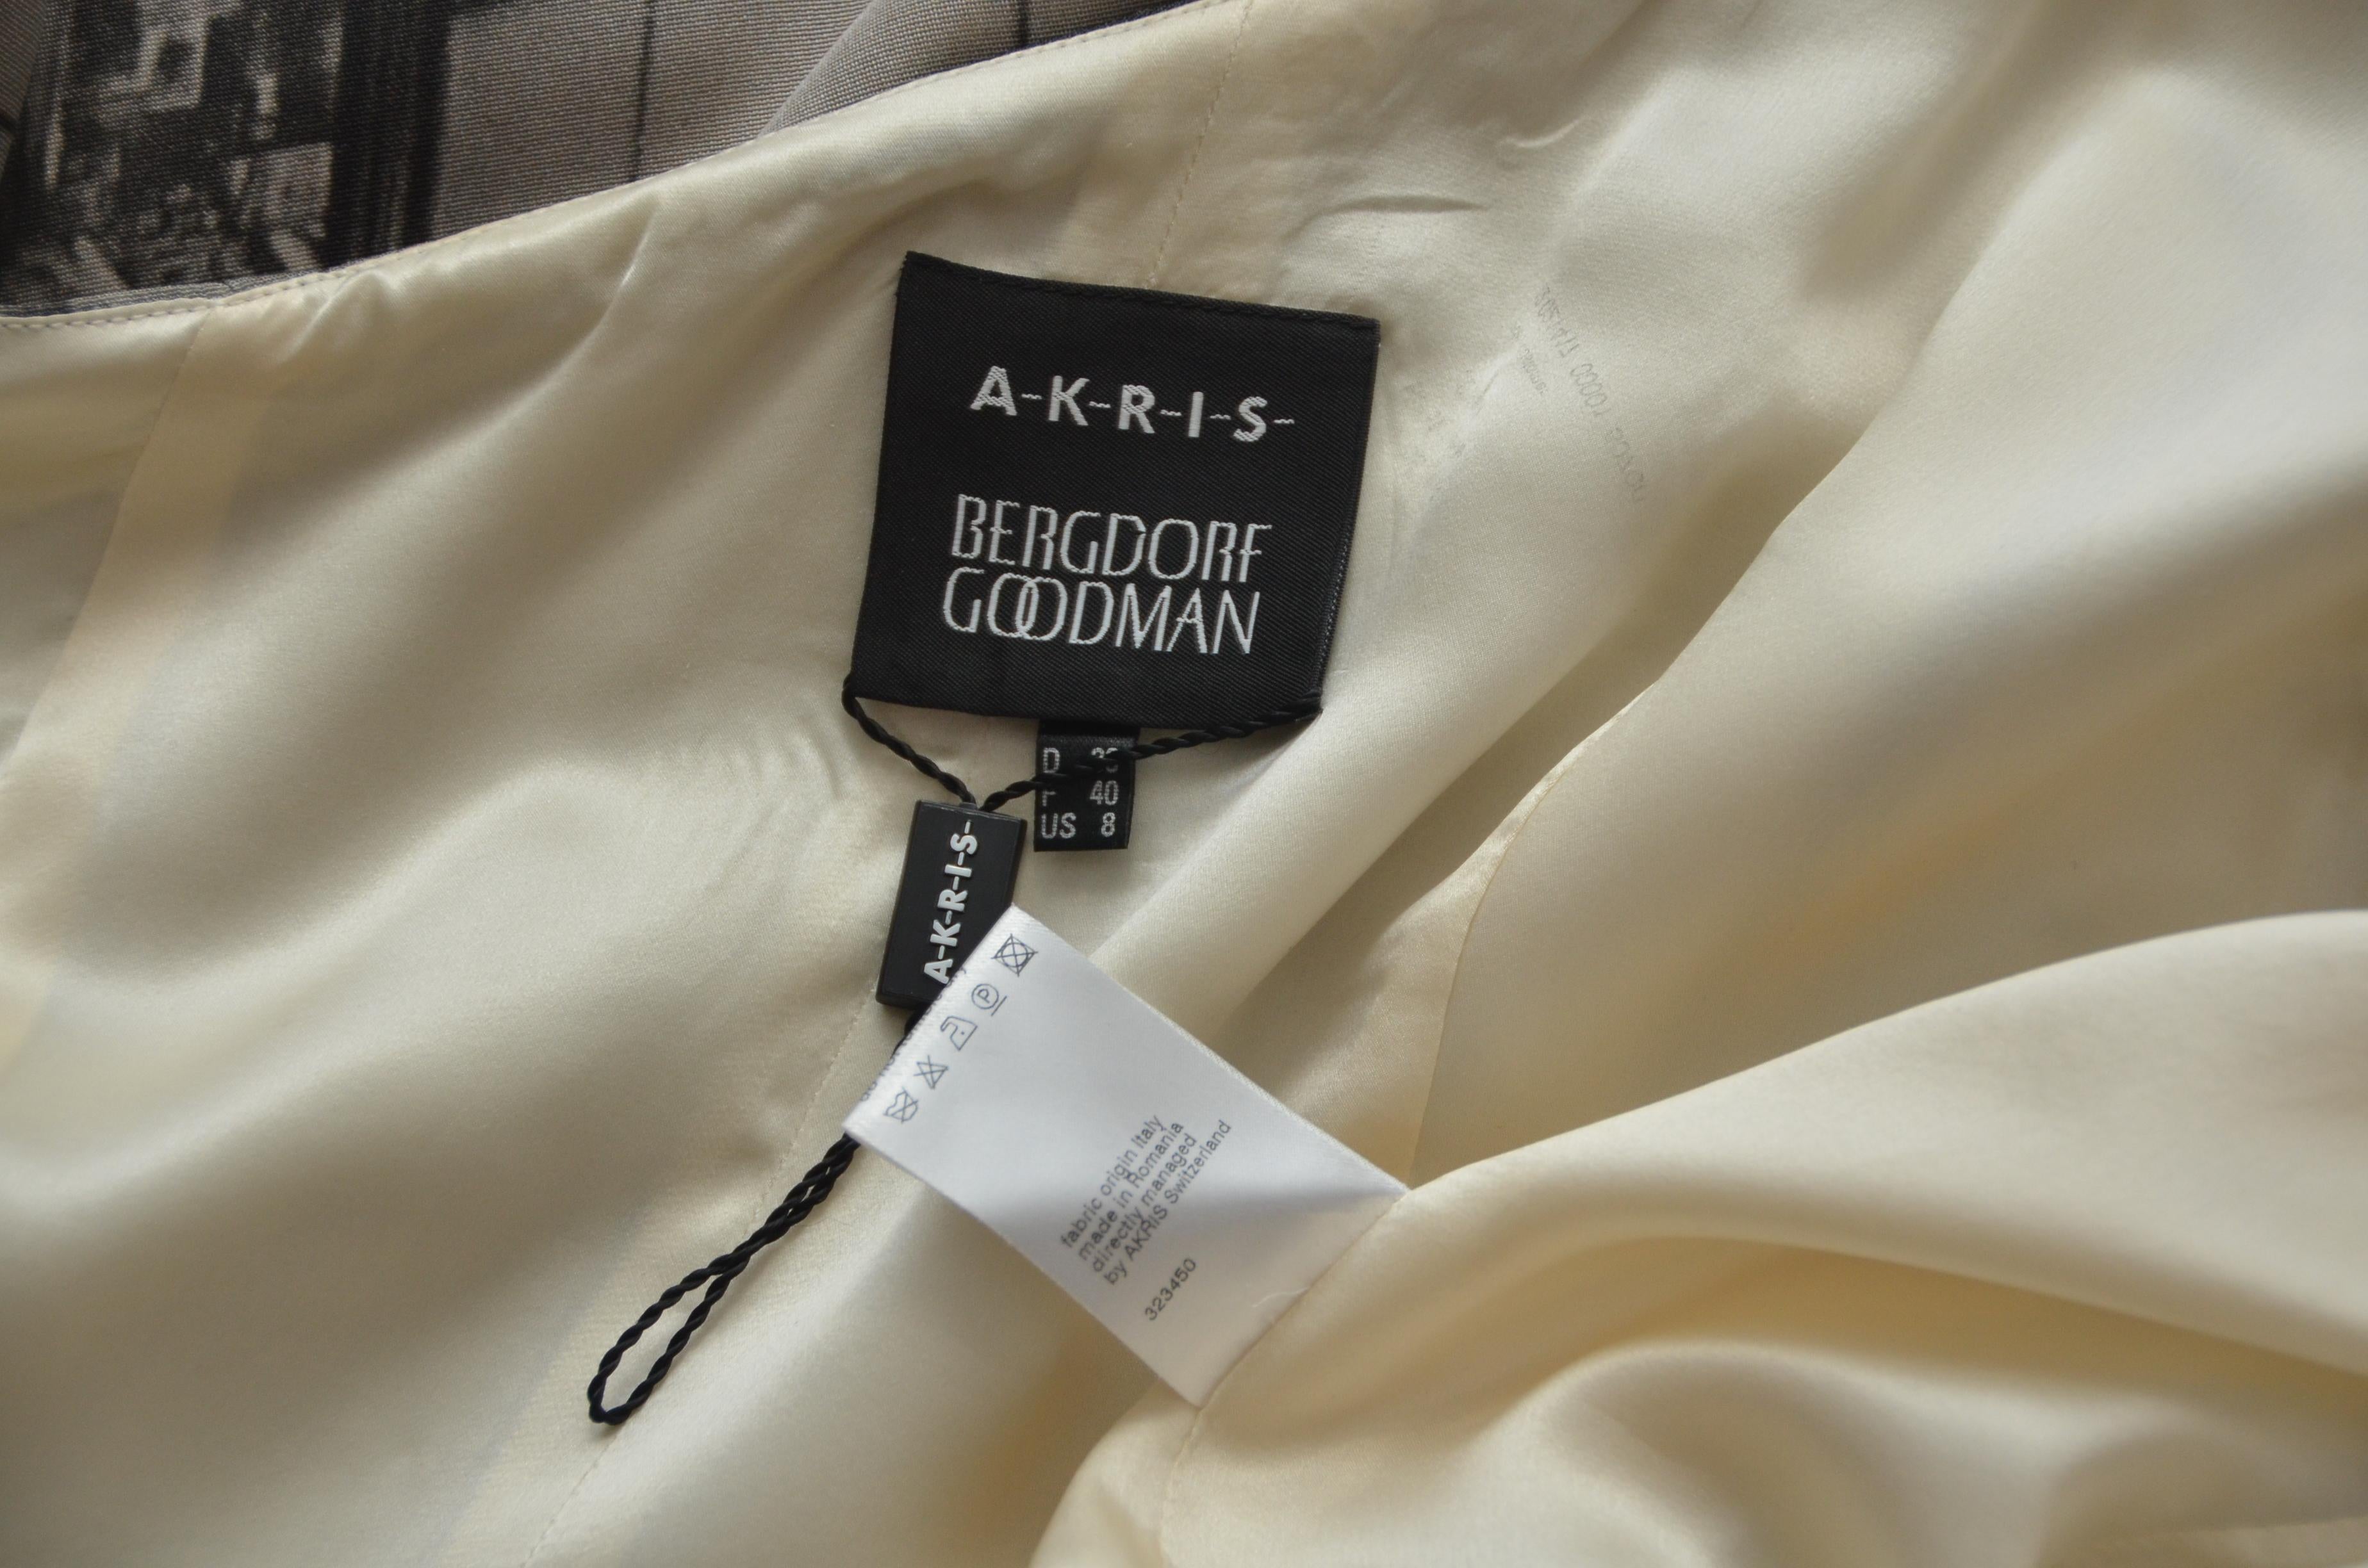 A-K-R-I-S-
BERGDORF
GOODMAN
D
F 40
US 8
A-K-R-I-S-
fabric origin Italy
made in Romania
directly managed
by AKRIS Switzerland
323450